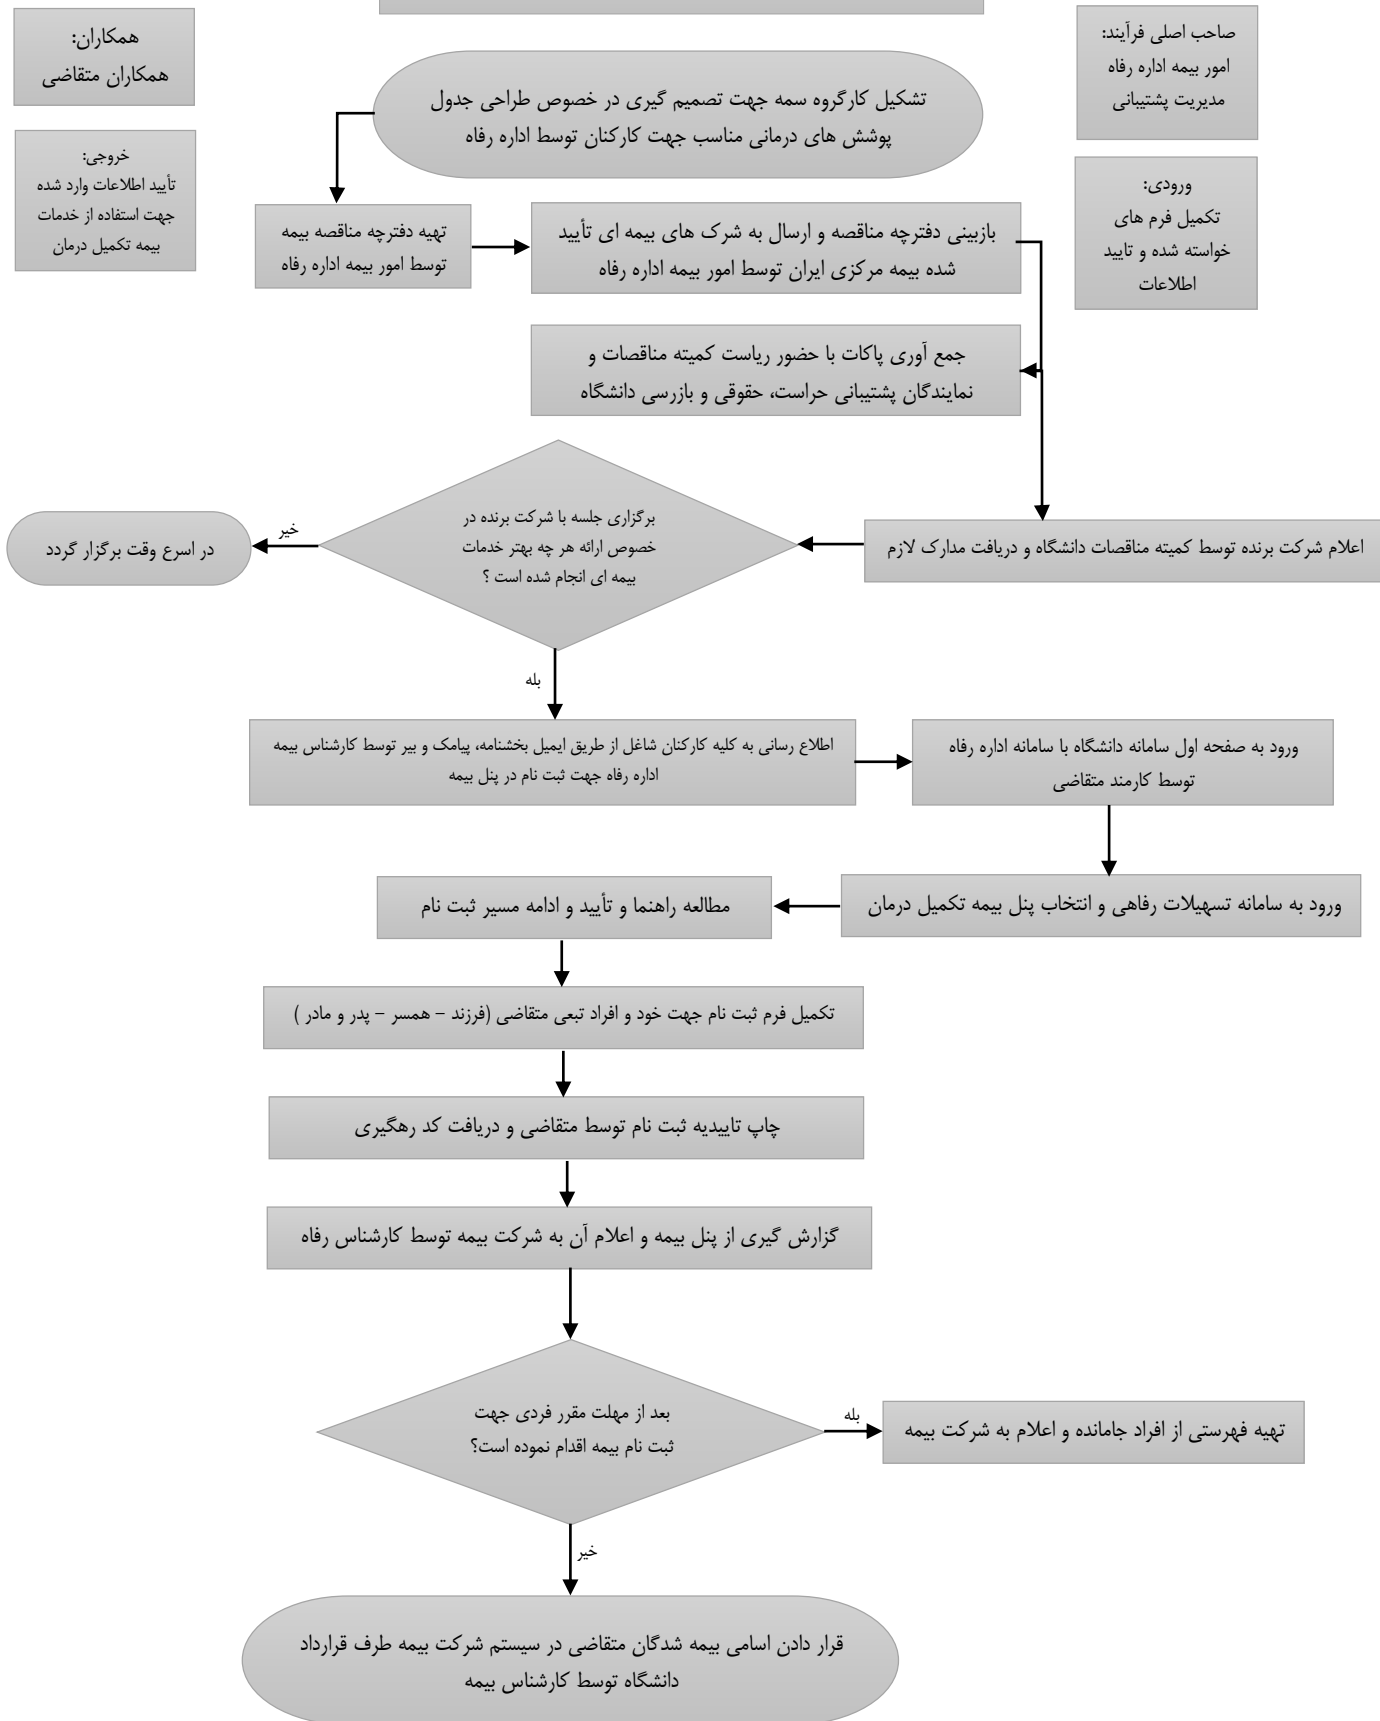 صاحب اصلی فرآیند:
امور بیمه اداره رفاه
مدیریت پشتیبانی
همکاران:
همکاران متقاضی
ورودی:
تکمیل فرم های
خواسته شده و تایید
اطلاعات
خروجی:
تأیید اطلاعات وارد شده
جهت استفاده از خدمات
بیمه تکمیل درمان
تشکیل کارگروه سمه جهت تصمیم گیری در خصوص طراحی جدول
پوشش های درمانی مناسب جهت کارکنان توسط اداره رفاه
تهیه دفترچه مناقصه بیمه
توسط امور بیمه اداره رفاه
بازبینی دفترچه مناقصه و ارسال به شرک های بیمه ای تأیید
شده بیمه مرکزی ایران توسط امور بیمه اداره رفاه
جمع آوری پاکات با حضور ریاست کمیته مناقصات و
نمایندگان پشتیبانی حراست، حقوقی و بازرسی دانشگاه
اعلام شرکت برنده توسط کمیته مناقصات دانشگاه و دریافت مدارک لازم
برگزاری جلسه با شرکت برنده در
خصوص ارائه هر چه بهتر خدمات
بیمه ای انجام شده است ؟
خیر
در اسرع وقت برگزار گردد
بله
اطلاع رسانی به کلیه کارکنان شاغل از طریق ایمیل بخشنامه، پیامک و بیر توسط کارشناس بیمه
اداره رفاه جهت ثبت نام در پنل بیمه
ورود به صفحه اول سامانه دانشگاه با سامانه اداره رفاه
توسط کارمند متقاضی
ورود به سامانه تسهیلات رفاهی و انتخاب پنل بیمه تکمیل درمان
مطالعه راهنما و تأیید و ادامه مسیر ثبت نام
تکمیل فرم ثبت نام جهت خود و افراد تبعی متقاضی (فرزند – همسر – پدر و مادر )
چاپ تاییدیه ثبت نام توسط متقاضی و دریافت کد رهگیری
گزارش گیری از پنل بیمه و اعلام آن به شرکت بیمه توسط کارشناس رفاه
بعد از مهلت مقرر فردی جهت
ثبت نام بیمه اقدام نموده است؟
بله
تهیه فهرستی از افراد جامانده و اعلام به شرکت بیمه
خیر
قرار دادن اسامی بیمه شدگان متقاضی در سیستم شرکت بیمه طرف قرارداد
دانشگاه توسط کارشناس بیمه